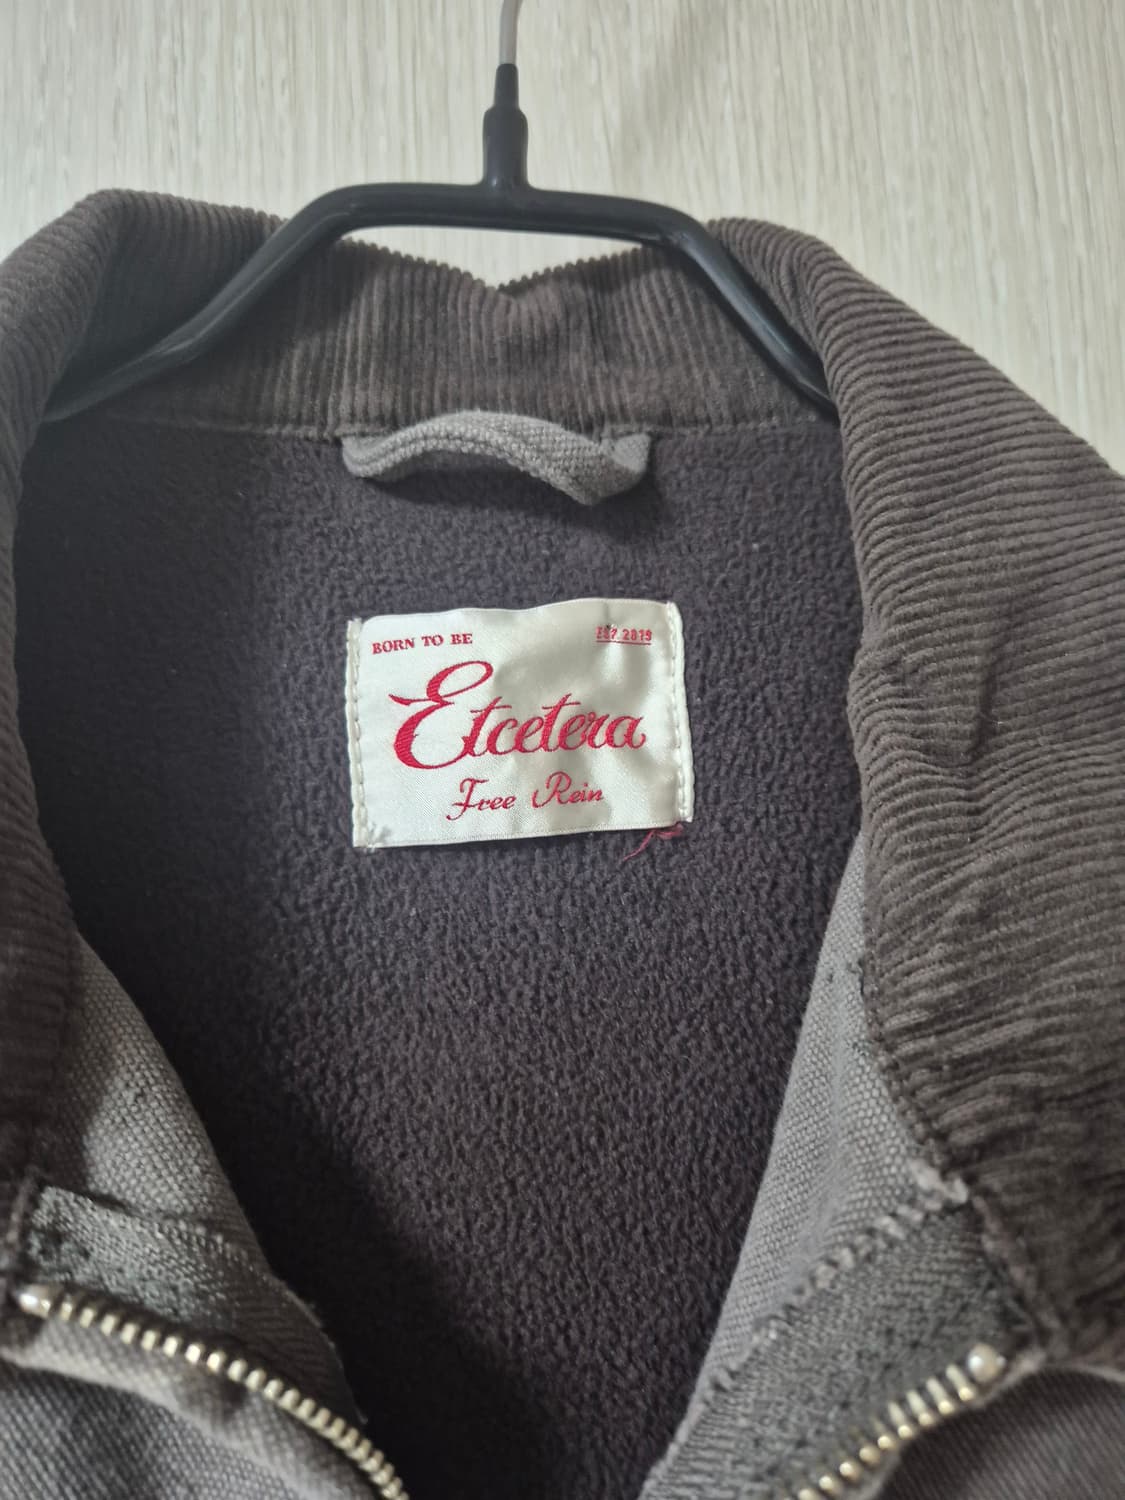 BORN TO BE
EST. 2019
Etcetera
Free Rein